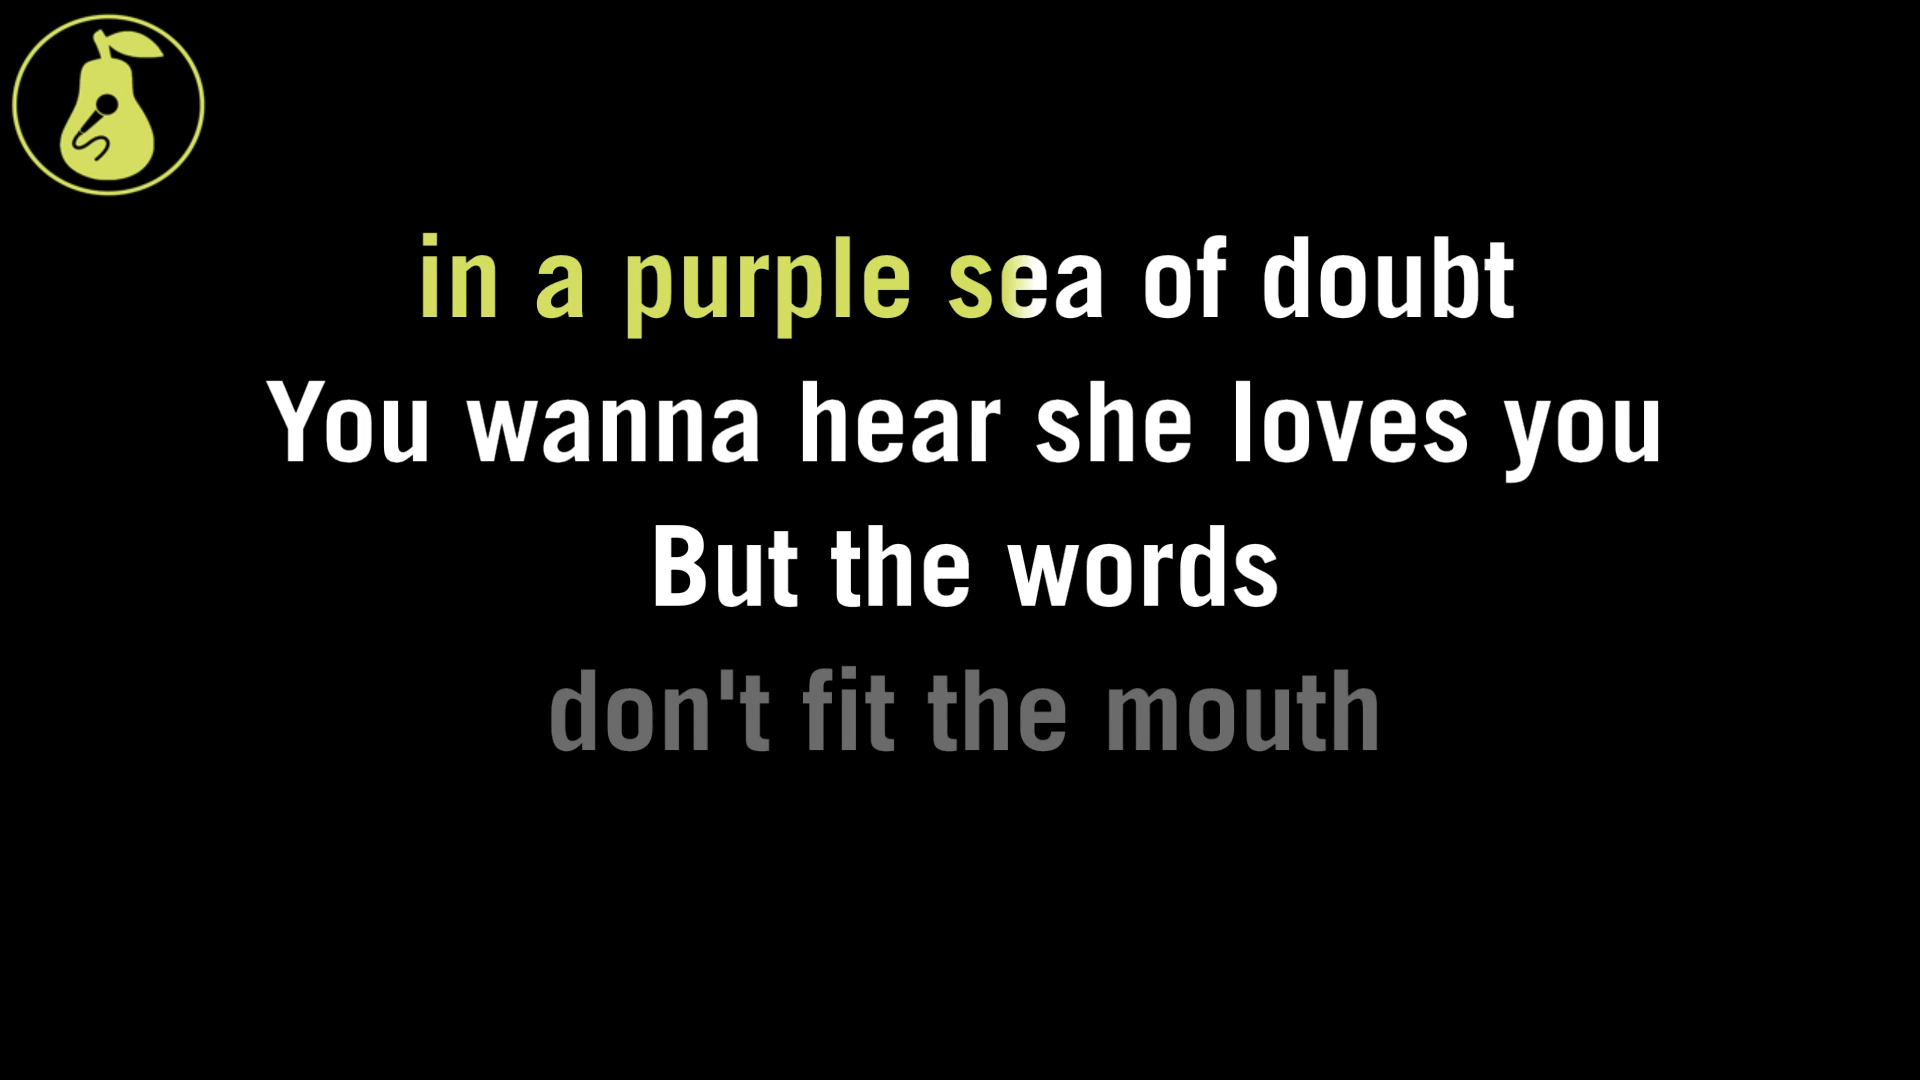 in a purple sea of doubt
You wanna hear she loves you
But the words
don't fit the mouth